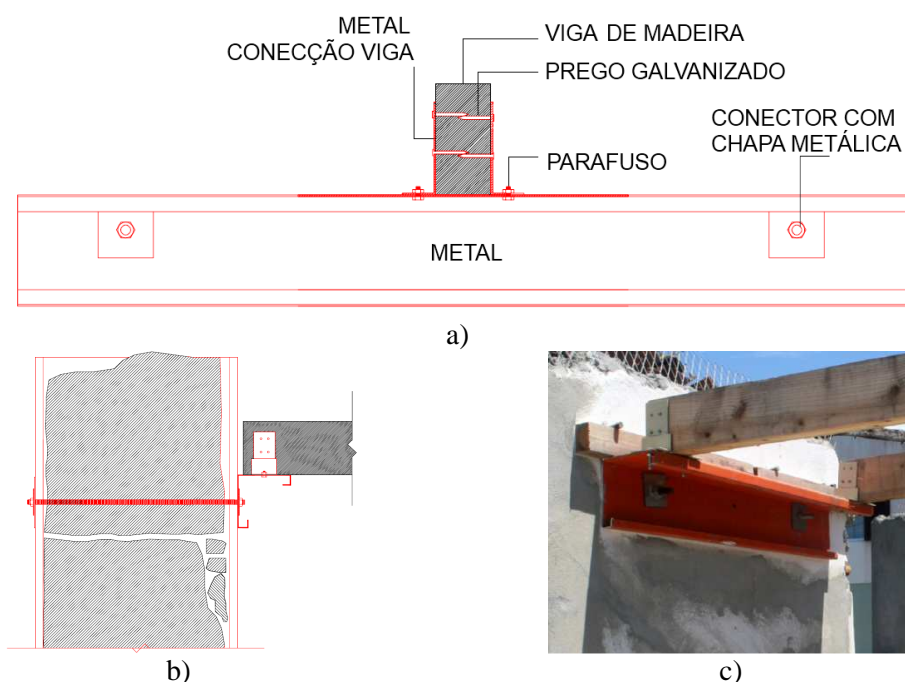 METAL
CONECÇÃO VIGA
VIGA DE MADEIRA
PREGO GALVANIZADO
CONECTOR COM
CHAPA METÁLICA
PARAFUSO
METAL
a)
b)
c)